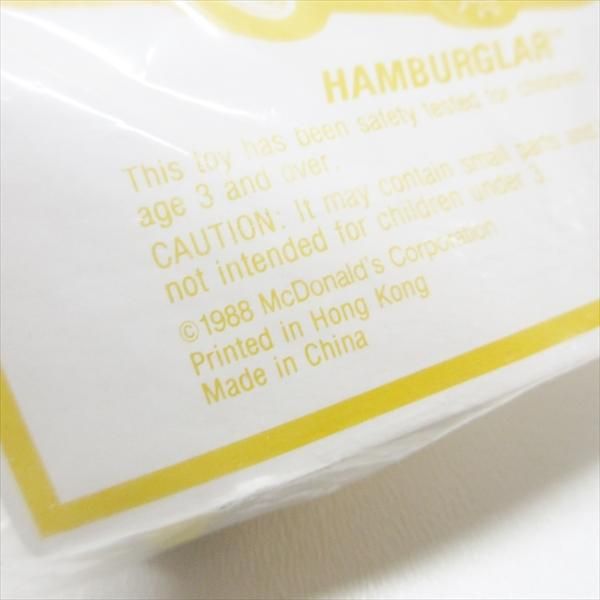 HAMBURGLAR™
This toy has been safety tested for children
age 3 and over.
CAUTION: It may contain small parts and
not intended for children under 3.
©1988 McDonald's Corporation
Printed in Hong Kong
Made in China